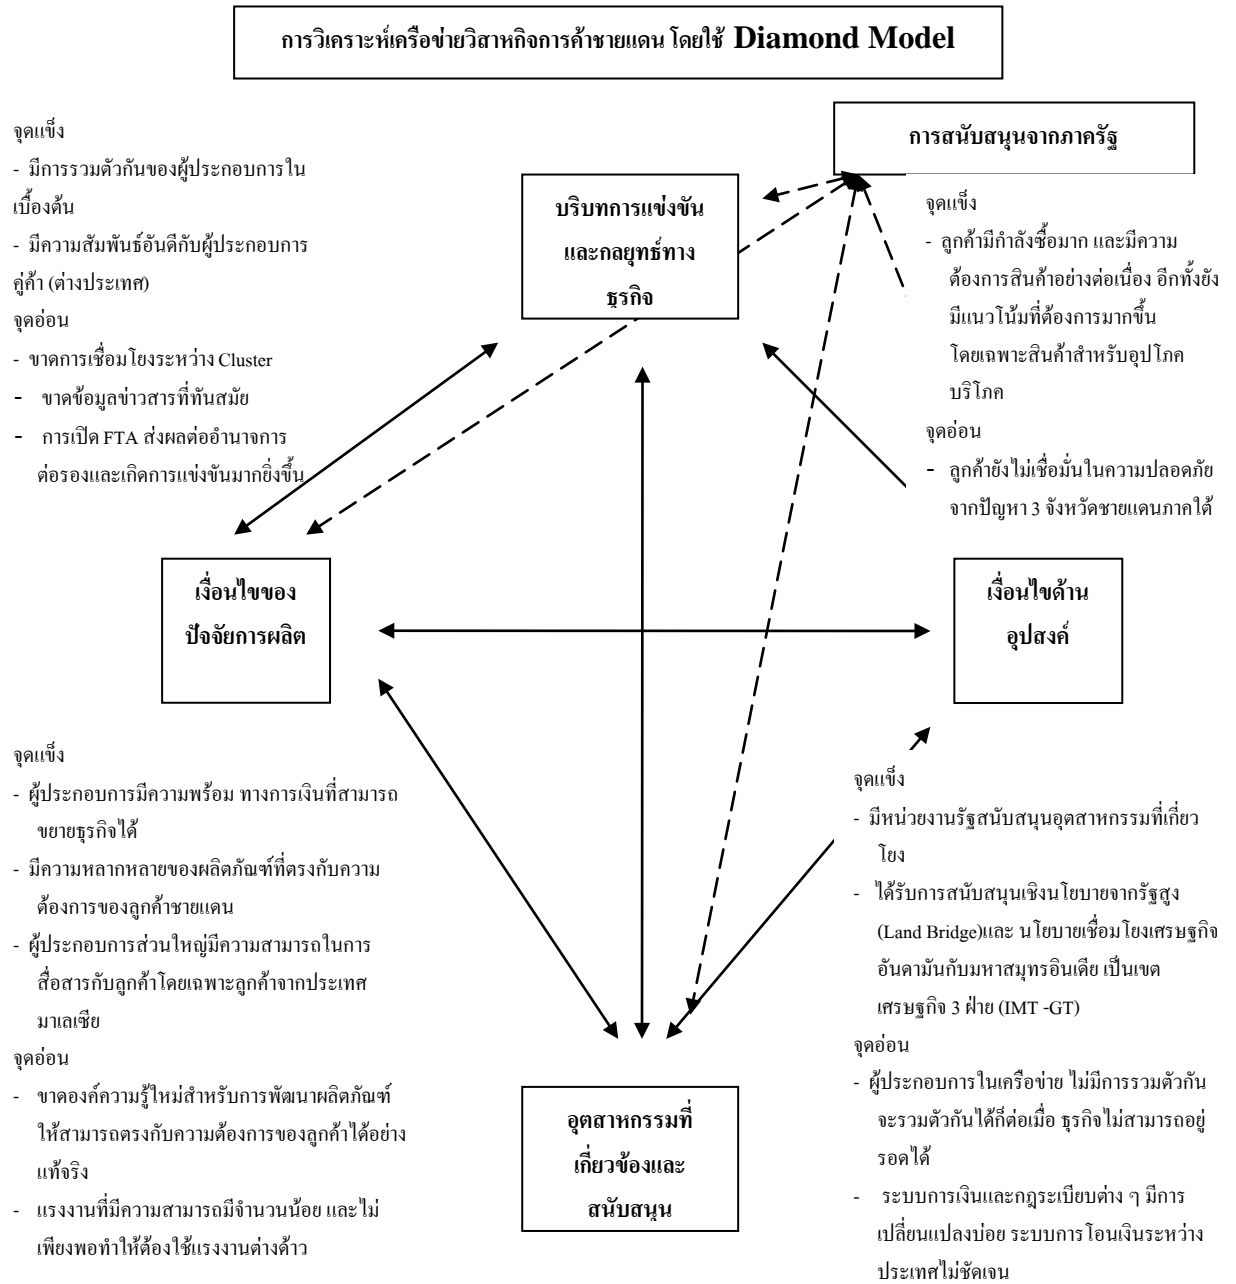 การวิเคราะห์เครือข่ายวิสาหกิจการค้าชายแดน โดยใช้ Diamond Model
การสนับสนุนจากภาครัฐ
จุดแข็ง
- มีการรวมตัวกันของผู้ประกอบการใน
เบื้องต้น
- มีความสัมพันธ์อันดีกับผู้ประกอบการ
คู่ค้า (ต่างประเทศ)
จุดอ่อน
- ขาดการเชื่อมโยงระหว่าง Cluster
- ขาดข้อมูลข่าวสารที่ทันสมัย
- การเปิด FTA ส่งผลต่ออำนาจการ
ต่อรองและเกิดการแข่งขันมากยิ่งขึ้น
บริบทการแข่งขัน
และกลยุทธ์ทาง
ธุรกิจ
จุดแข็ง
- ลูกค้ามีกำลังซื้อมาก และมีความ
ต้องการสินค้าอย่างต่อเนื่อง อีกทั้งยัง
มีแนวโน้มที่ต้องการมากขึ้น
โดยเฉพาะสินค้าสำหรับอุปโภค
บริโภค
จุดอ่อน
- ลูกค้ายังไม่เชื่อมั่นในความปลอดภัย
จากปัญหา 3 จังหวัดชายแดนภาคใต้
เงื่อนไขของ
ปัจจัยการผลิต
เงื่อนไขด้าน
อุปสงค์
จุดแข็ง
- ผู้ประกอบการมีความพร้อม ทางการเงินที่สามารถ
ขยายธุรกิจได้
- มีความหลากหลายของผลิตภัณฑ์ที่ตรงกับความ
ต้องการของลูกค้าชายแดน
- ผู้ประกอบการส่วนใหญ่มีความสามารถในการ
สื่อสารกับลูกค้าโดยเฉพาะลูกค้าจากประเทศ
มาเลเซีย
จุดอ่อน
- ขาดองค์ความรู้ใหม่สำหรับการพัฒนาผลิตภัณฑ์
ให้สามารถตรงกับความต้องการของลูกค้าได้อย่าง
แท้จริง
- แรงงานที่มีความสามารถมีจำนวนน้อย และไม่
เพียงพอทำให้ต้องใช้แรงงานต่างด้าว
อุตสาหกรรมที่
เกี่ยวข้องและ
สนับสนุน
จุดแข็ง
- มีหน่วยงานรัฐสนับสนุนอุตสาหกรรมที่เกี่ยว
โยง
- ได้รับการสนับสนุนเชิงนโยบายจากรัฐสูง
(Land Bridge)และ นโยบายเชื่อมโยงเศรษฐกิจ
อันดามันกับมหาสมุทรอินเดีย เป็นเขต
เศรษฐกิจ 3 ฝ่าย (IMT -GT)
จุดอ่อน
- ผู้ประกอบการในเครือข่าย ไม่มีการรวมตัวกัน
จะรวมตัวกันได้ก็ต่อเมื่อ ธุรกิจไม่สามารถอยู่
รอดได้
- ระบบการเงินและกฎระเบียบต่าง ๆ มีการ
เปลี่ยนแปลงบ่อย ระบบการโอนเงินระหว่าง
ประเทศไม่ชัดเจน